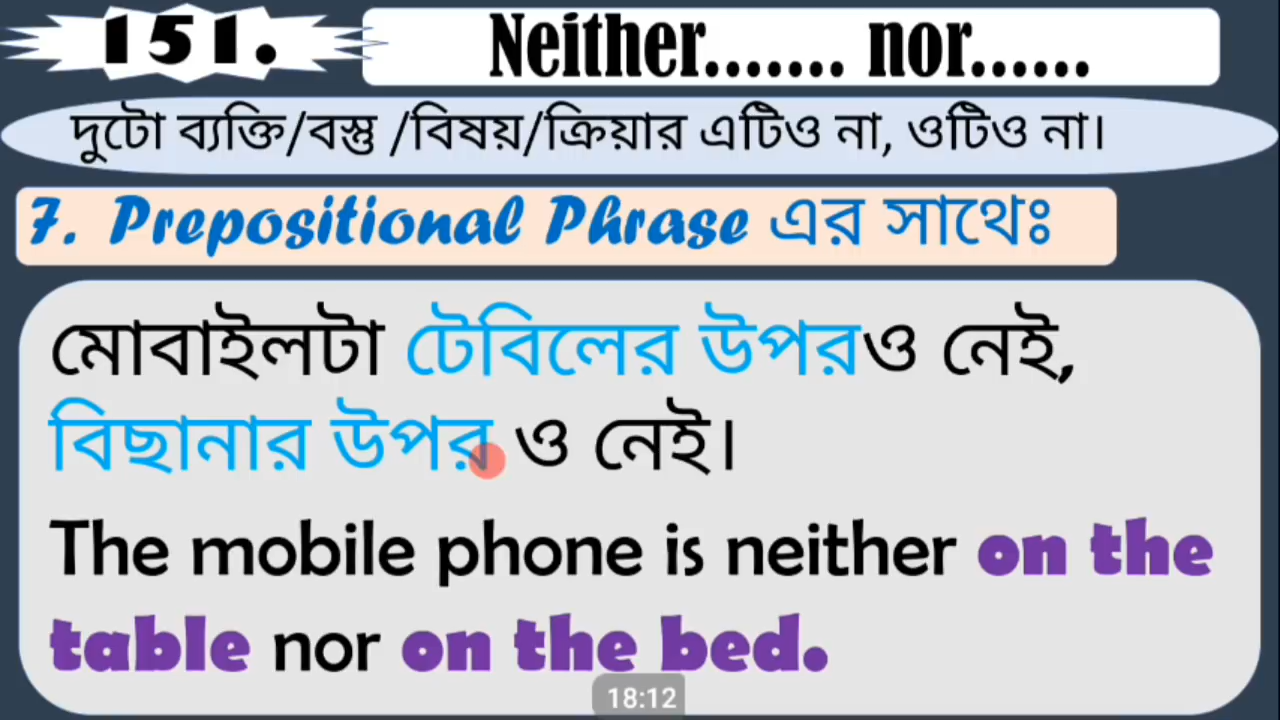 151.
Neither....... nor......
দুটো ব্যক্তি/বস্তু /বিষয়/ক্রিয়ার এটিও না, ওটিও না।
7. Prepositional Phrase এর সাথেঃ
মোবাইলটা টেবিলের উপরও নেই,
বিছানার উপর ও নেই।
The mobile phone is neither on the
table nor on the bed.
18:12